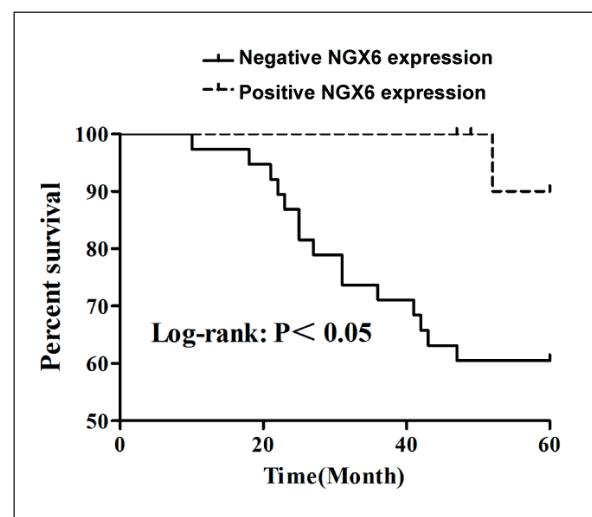 Negative NGX6 expression
Positive NGX6 expression
100
90
80
70
60
50
Percent survival
Log-rank: P< 0.05
0
20
40
60
Time(Month)